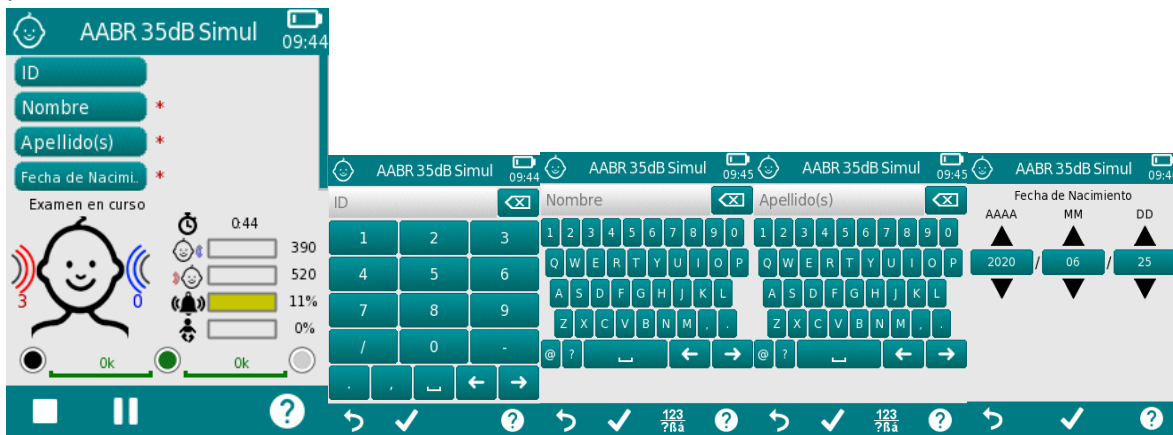 AABR 35dB Simul
09:44
ID
Nombre *
Apellido(s) *
Fecha de Nacimi.. *
Examen en curso
0:44
390
520
11%
0%
3
0
0k
0k
?
AABR 35dB Simul
09:44
ID
1 2 3
4 5 6
7 8 9
/ 0 -
. ,
?
AABR 35dB Simul
09:45
Nombre
1 2 3 4 5 6 7 8 9 0
Q W E R T Y U I O P
A S D F G H J K L
Z X C V B N M , .
@ ?
123
?ßá
?
AABR 35dB Simul
09:45
Apellido(s)
1 2 3 4 5 6 7 8 9 0
Q W E R T Y U I O P
A S D F G H J K L
Z X C V B N M , .
@ ?
123
?ßá
?
AABR 35dB Simul
Fecha de Nacimiento
AAAA MM DD
2020 / 06 / 25
?